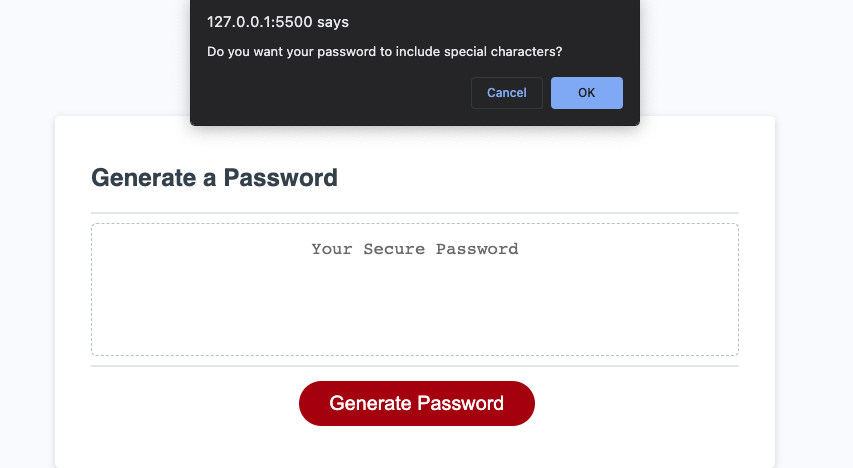 127.0.0.1:5500 says
Do you want your password to include special characters?
Cancel
OK
Generate a Password
Your Secure Password
Generate Password